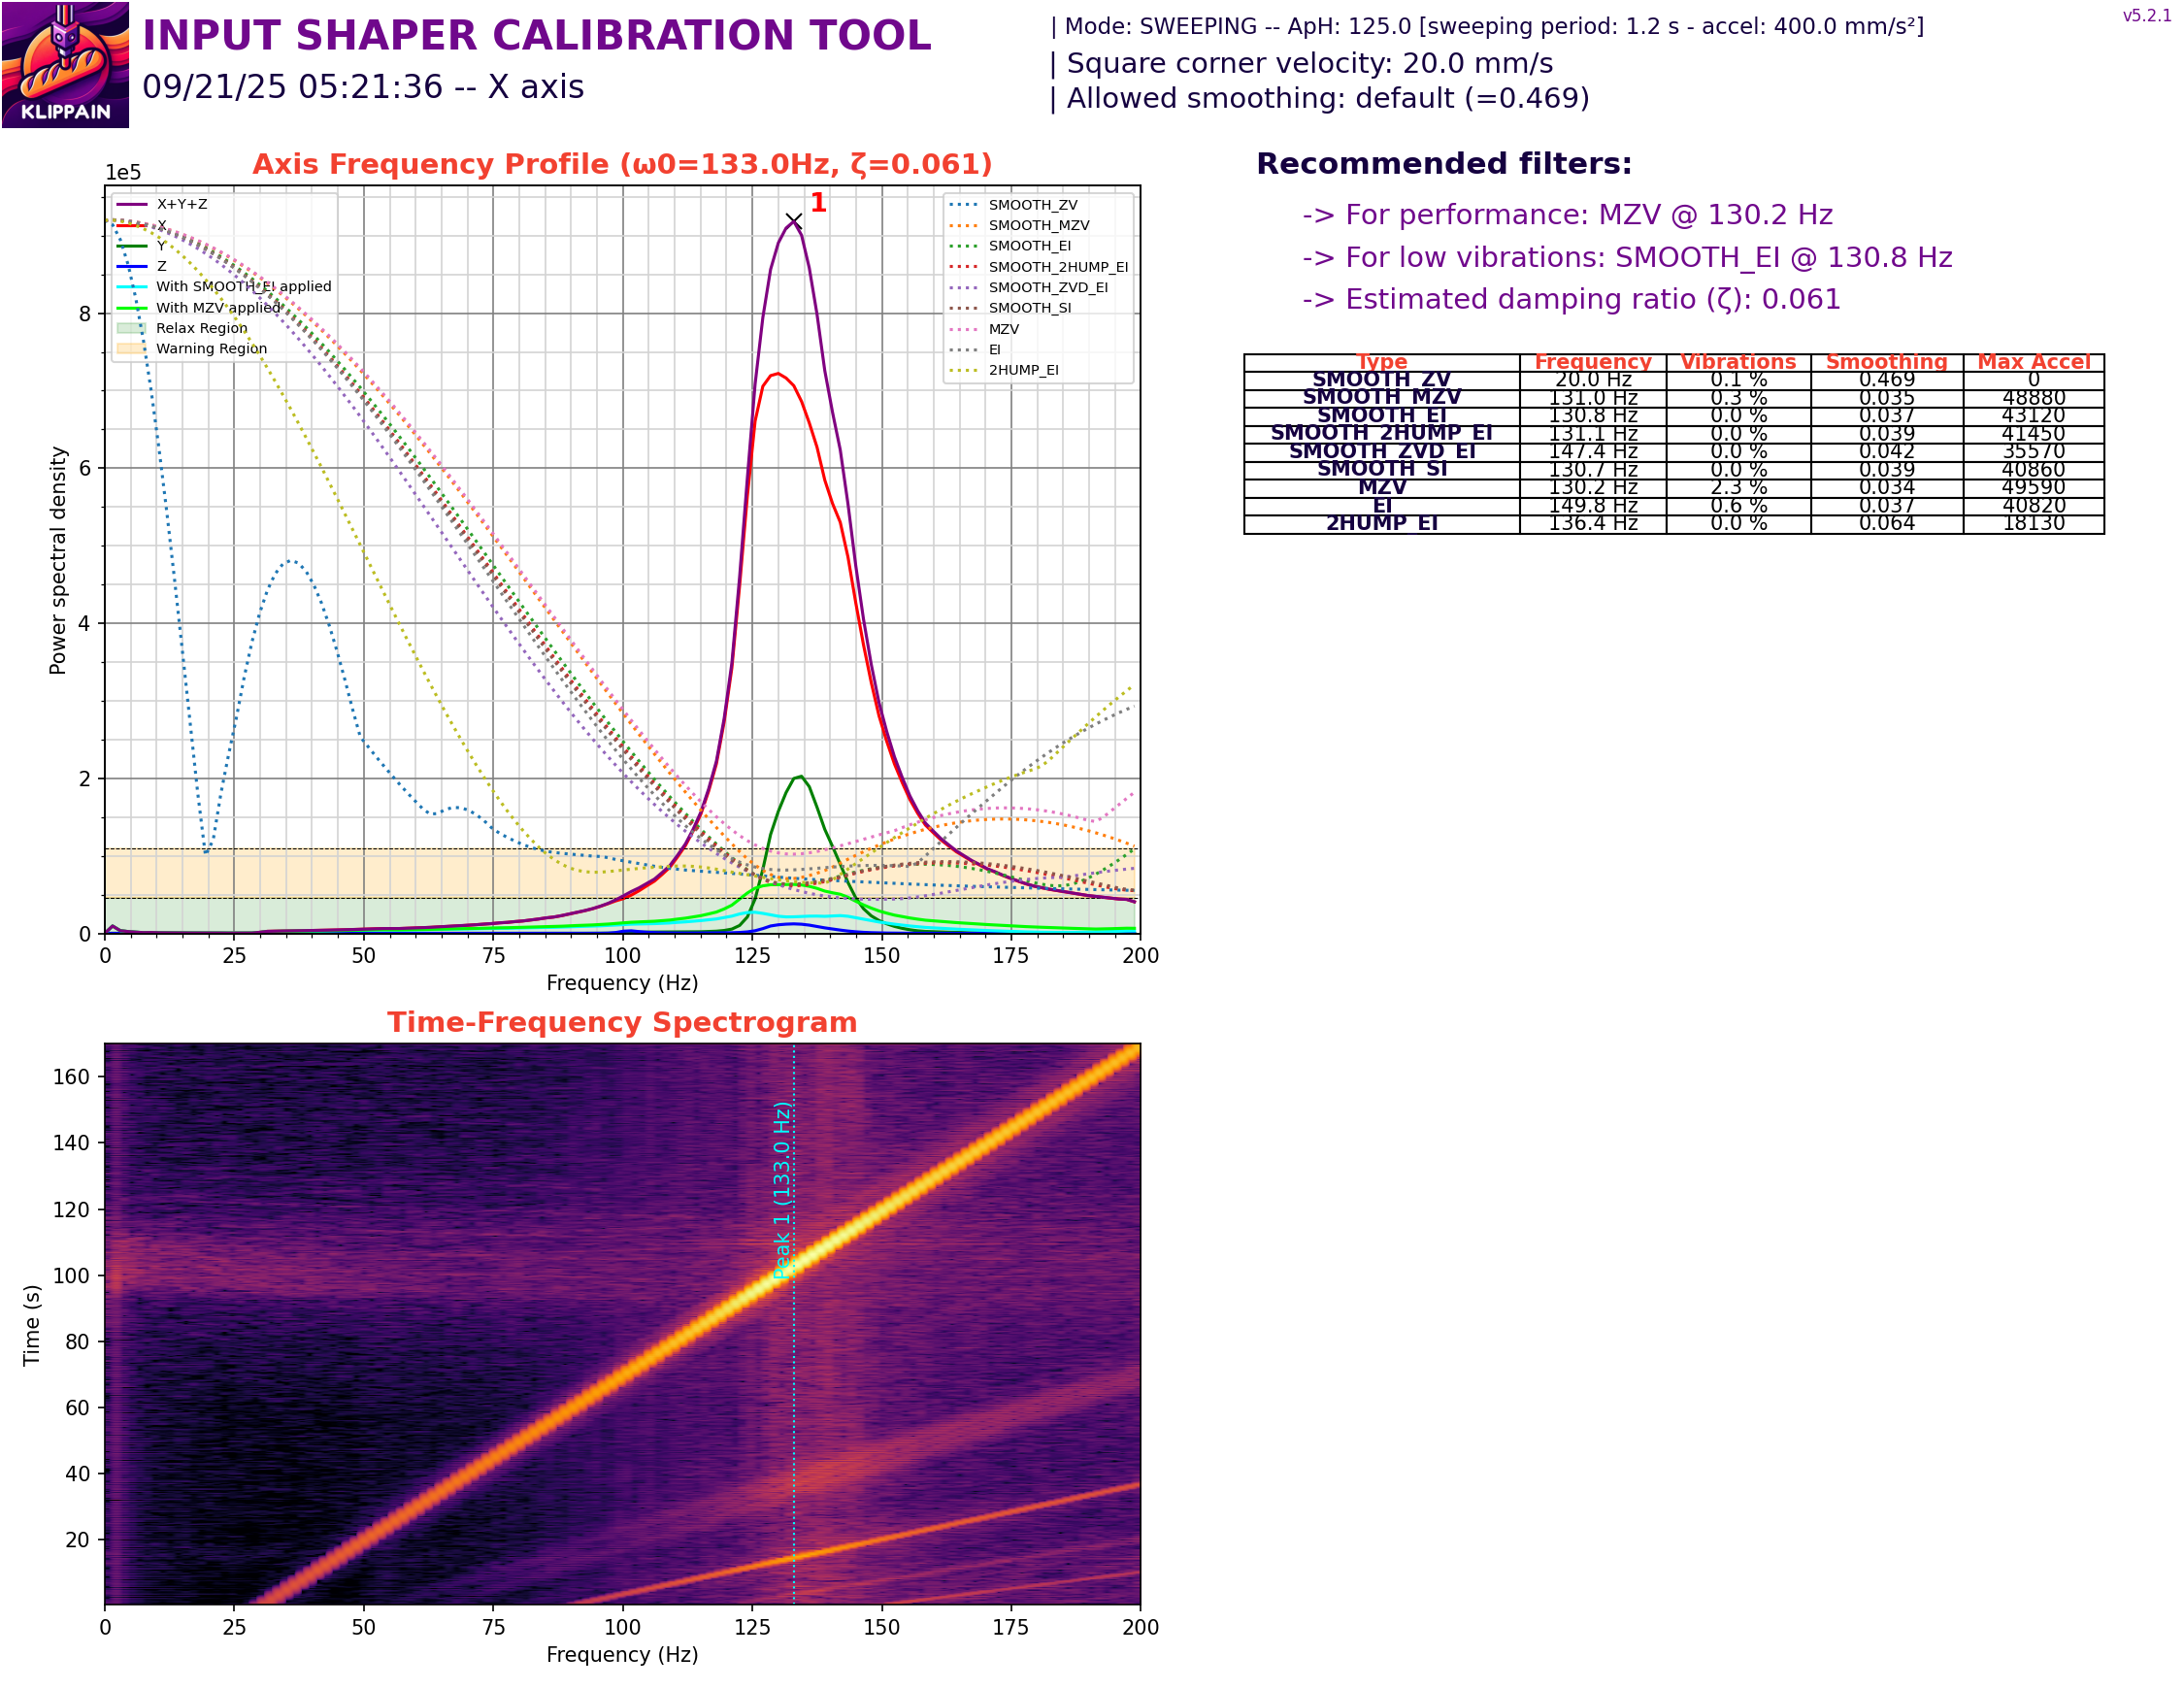 KLIPPAIN
INPUT SHAPER CALIBRATION TOOL
09/21/25 05:21:36 -- X axis
| Mode: SWEEPING -- ApH: 125.0 [sweeping period: 1.2 s - accel: 400.0 mm/s²]
| Square corner velocity: 20.0 mm/s
| Allowed smoothing: default (=0.469)
v5.2.1
Axis Frequency Profile (ω0=133.0Hz, ζ=0.061)
1e5
X+Y+Z
X
Y
Z
With SMOOTH_EI applied
With MZV applied
Relax Region
Warning Region
1
SMOOTH_ZV
SMOOTH_MZV
SMOOTH_EI
SMOOTH_2HUMP_EI
SMOOTH_ZVD_EI
SMOOTH_SI
MZV
EI
2HUMP_EI
Power spectral density
8
6
4
2
0
0 25 50 75 100 125 150 175 200
Frequency (Hz)
Recommended filters:
-> For performance: MZV @ 130.2 Hz
-> For low vibrations: SMOOTH_EI @ 130.8 Hz
-> Estimated damping ratio (ζ): 0.061
Type Frequency Vibrations Smoothing Max Accel
SMOOTH_ZV 20.0 Hz 0.1 % 0.469 0
SMOOTH_MZV 131.0 Hz 0.3 % 0.035 48880
SMOOTH_EI 130.8 Hz 0.0 % 0.037 43120
SMOOTH_2HUMP_EI 131.1 Hz 0.0 % 0.039 41450
SMOOTH_ZVD_EI 147.4 Hz 0.0 % 0.042 35570
SMOOTH_SI 130.7 Hz 0.0 % 0.039 40860
MZV 130.2 Hz 2.3 % 0.034 49590
EI 149.8 Hz 0.6 % 0.037 40820
2HUMP_EI 136.4 Hz 0.0 % 0.064 18130
Time-Frequency Spectrogram
Time (s)
160
140
120
100
80
60
40
20
Peak 1 (133.0 Hz)
0 25 50 75 100 125 150 175 200
Frequency (Hz)